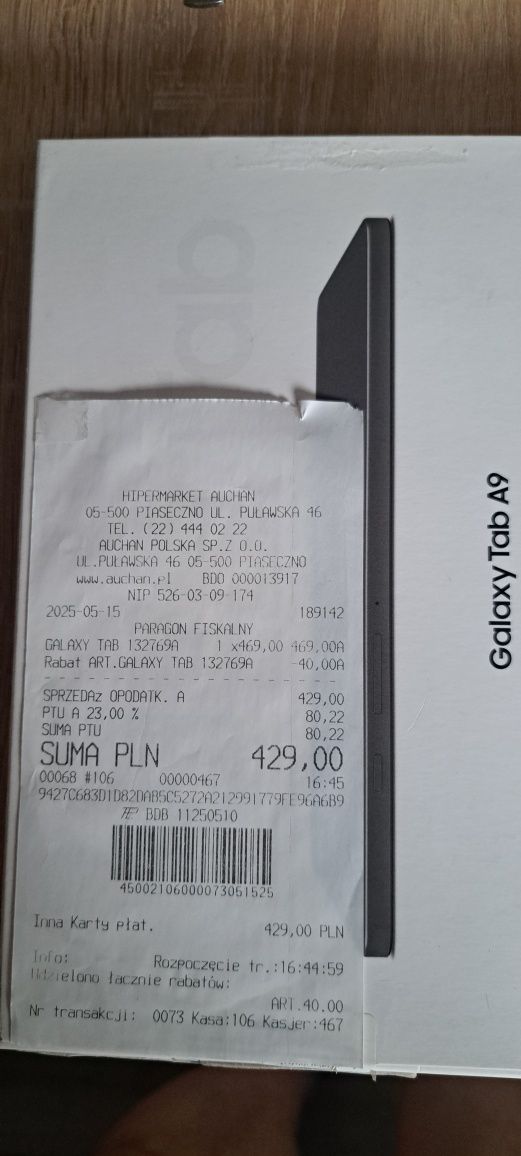 tab
HIPERMARKET AUCHAN
05-500 PIASECZNO UL. PUŁAWSKA 46
TEL. (22) 444 02 22
AUCHAN POLSKA SP.Z O.O.
UL.PUŁAWSKA 46 05-500 PIASECZNO
www.auchan.pl BDO 000013917
NIP 526-03-09-174
2025-05-15 189142
PARAGON FISKALNY
GALAXY TAB 132769A 1 x469,00 469,00A
Rabat ART.GALAXY TAB 132769A -40,00A
SPRZEDAż OPODATK. A 429,00
PTU A 23,00 % 80,22
SUMA PTU 80,22
SUMA PLN 429,00
00068 #106 00000467 16:45
9427C683D1D82DAB5C5272A212991779FE96A6B9
BDB 11250510
45002106000073051525
Inna Karty płat. 429,00 PLN
Info: Rozpoczęcie tr.:16:44:59
Udzielono łacznie rabatów:
ART.40.00
Nr transakcji: 0073 Kasa:106 Kasjer:467
Galaxy Tab A9